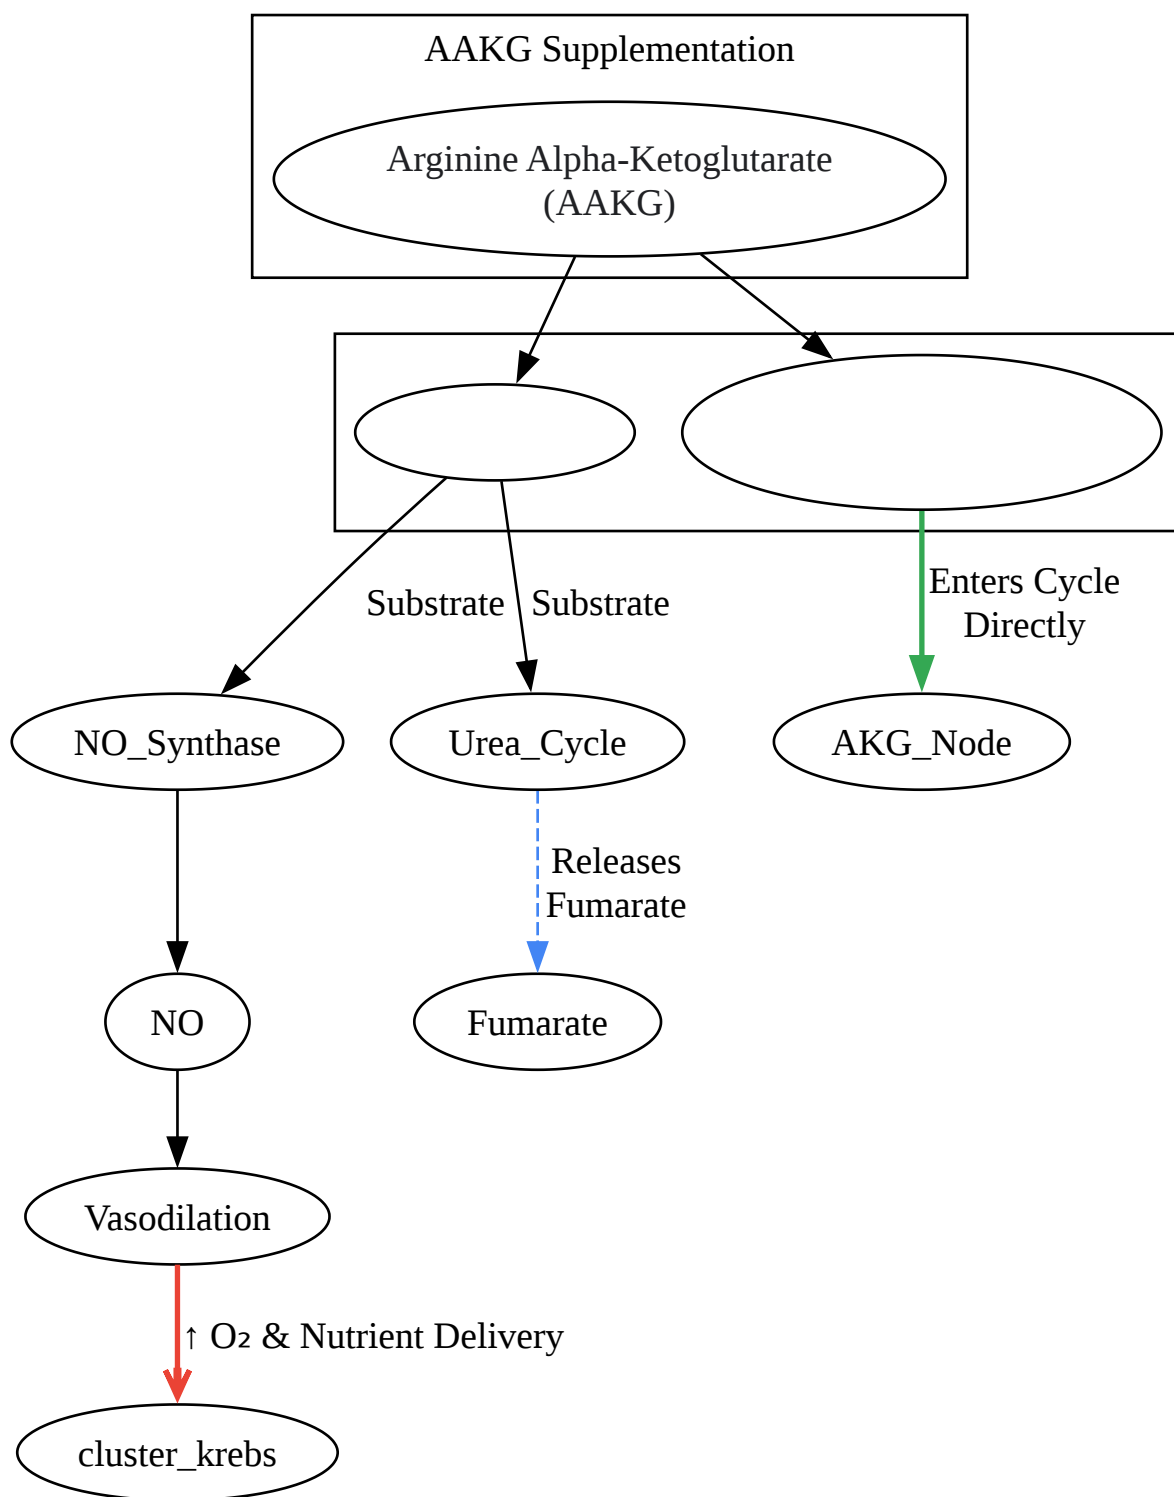 AAKG Supplementation
Arginine Alpha-Ketoglutarate
(AAKG)
Substrate
Substrate
Enters Cycle
Directly
NO_Synthase
Urea_Cycle
AKG_Node
Releases
Fumarate
NO
Fumarate
Vasodilation
↑ O₂ & Nutrient Delivery
cluster_krebs